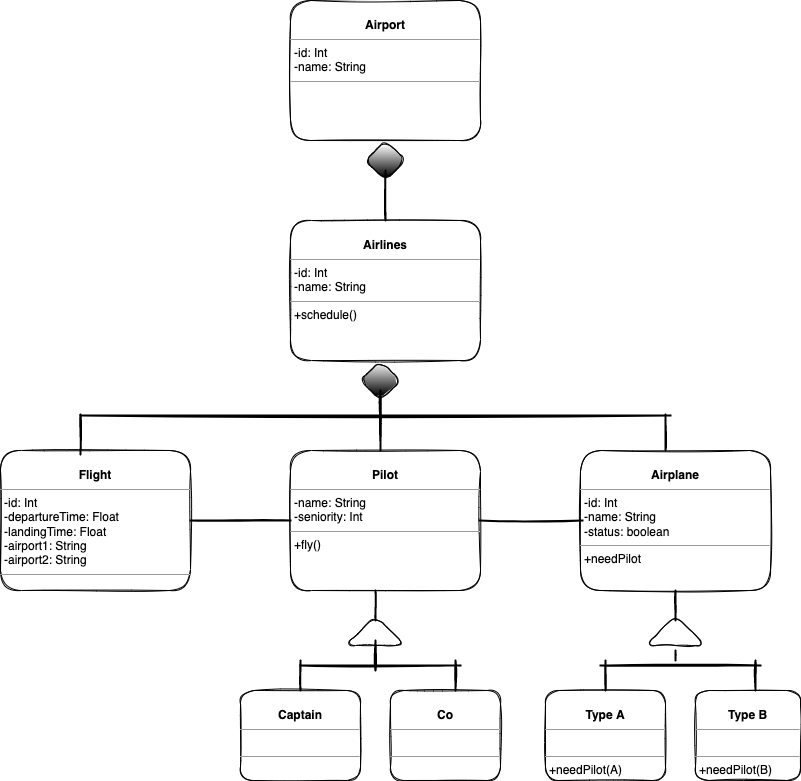 Airport
-id: Int
-name: String
Airlines
-id: Int
-name: String
+schedule()
Flight
-id: Int
-departureTime: Float
-landingTime: Float
-airport1: String
-airport2: String
Pilot
-name: String
-seniority: Int
+fly()
Airplane
-id: Int
-name: String
-status: boolean
+needPilot
Captain
Co
Type A
+needPilot(A)
Type B
+needPilot(B)